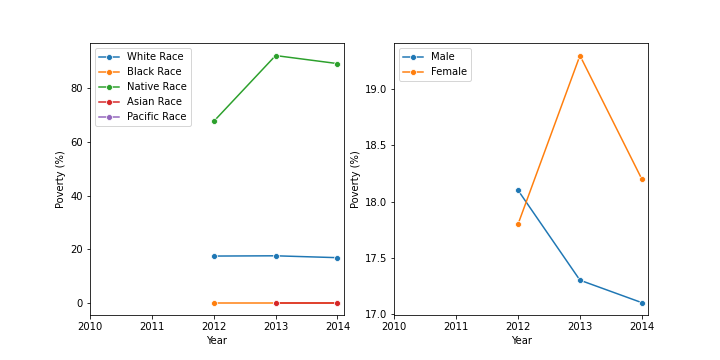 White Race
Black Race
Native Race
Asian Race
Pacific Race
80
60
40
20
0
Poverty (%)
2010 2011 2012 2013 2014
Year
Male
Female
19.0
18.5
18.0
17.5
17.0
Poverty (%)
2010 2011 2012 2013 2014
Year